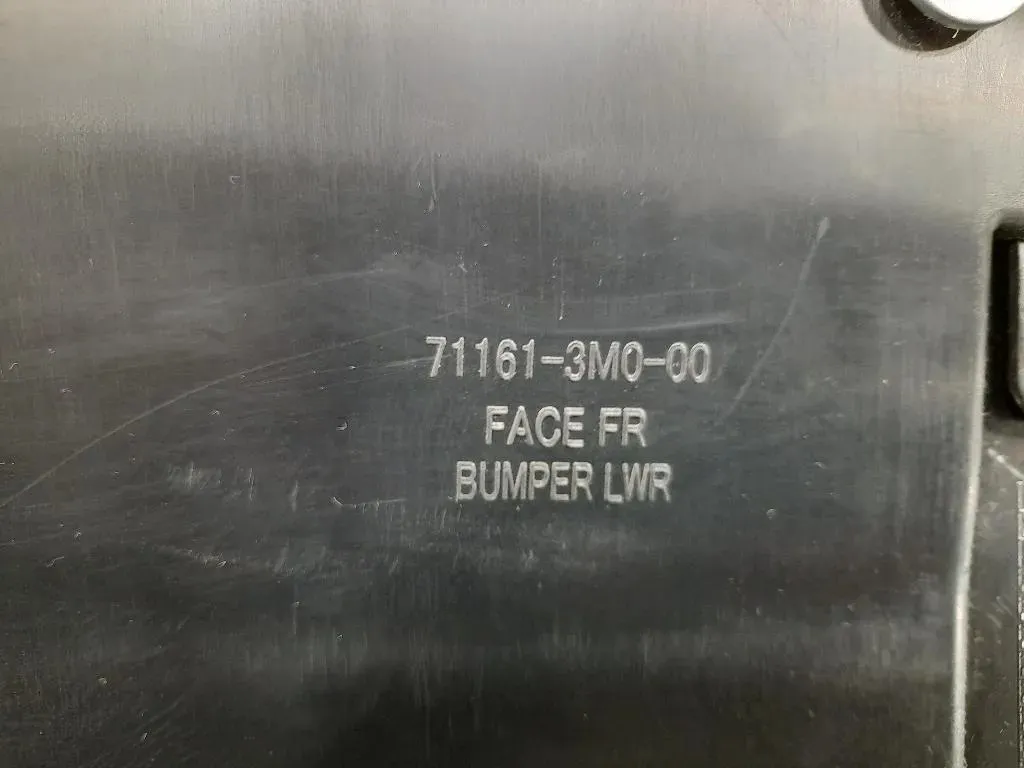 71161-3M0-00
FACE FR
BUMPER LWR